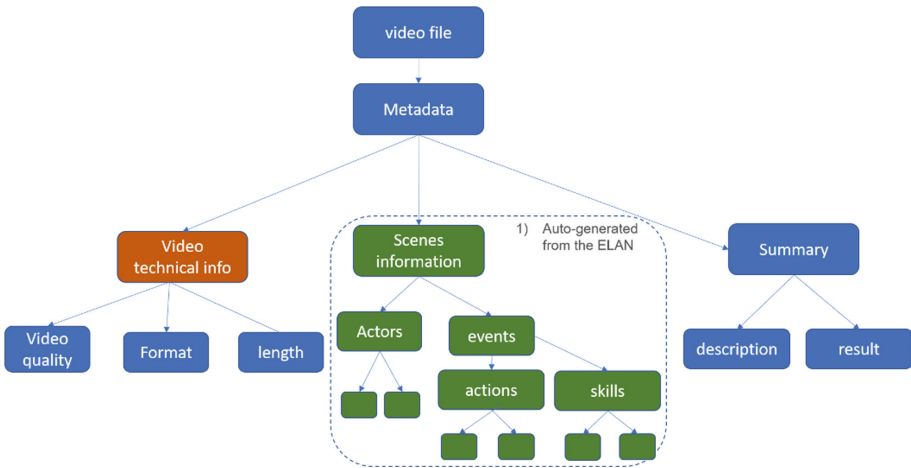 video file
Metadata
1) Auto-generated
from the ELAN
Video
technical info
Scenes
information
Summary
Video
quality
Format
length
Actors
events
description
result
actions
skills